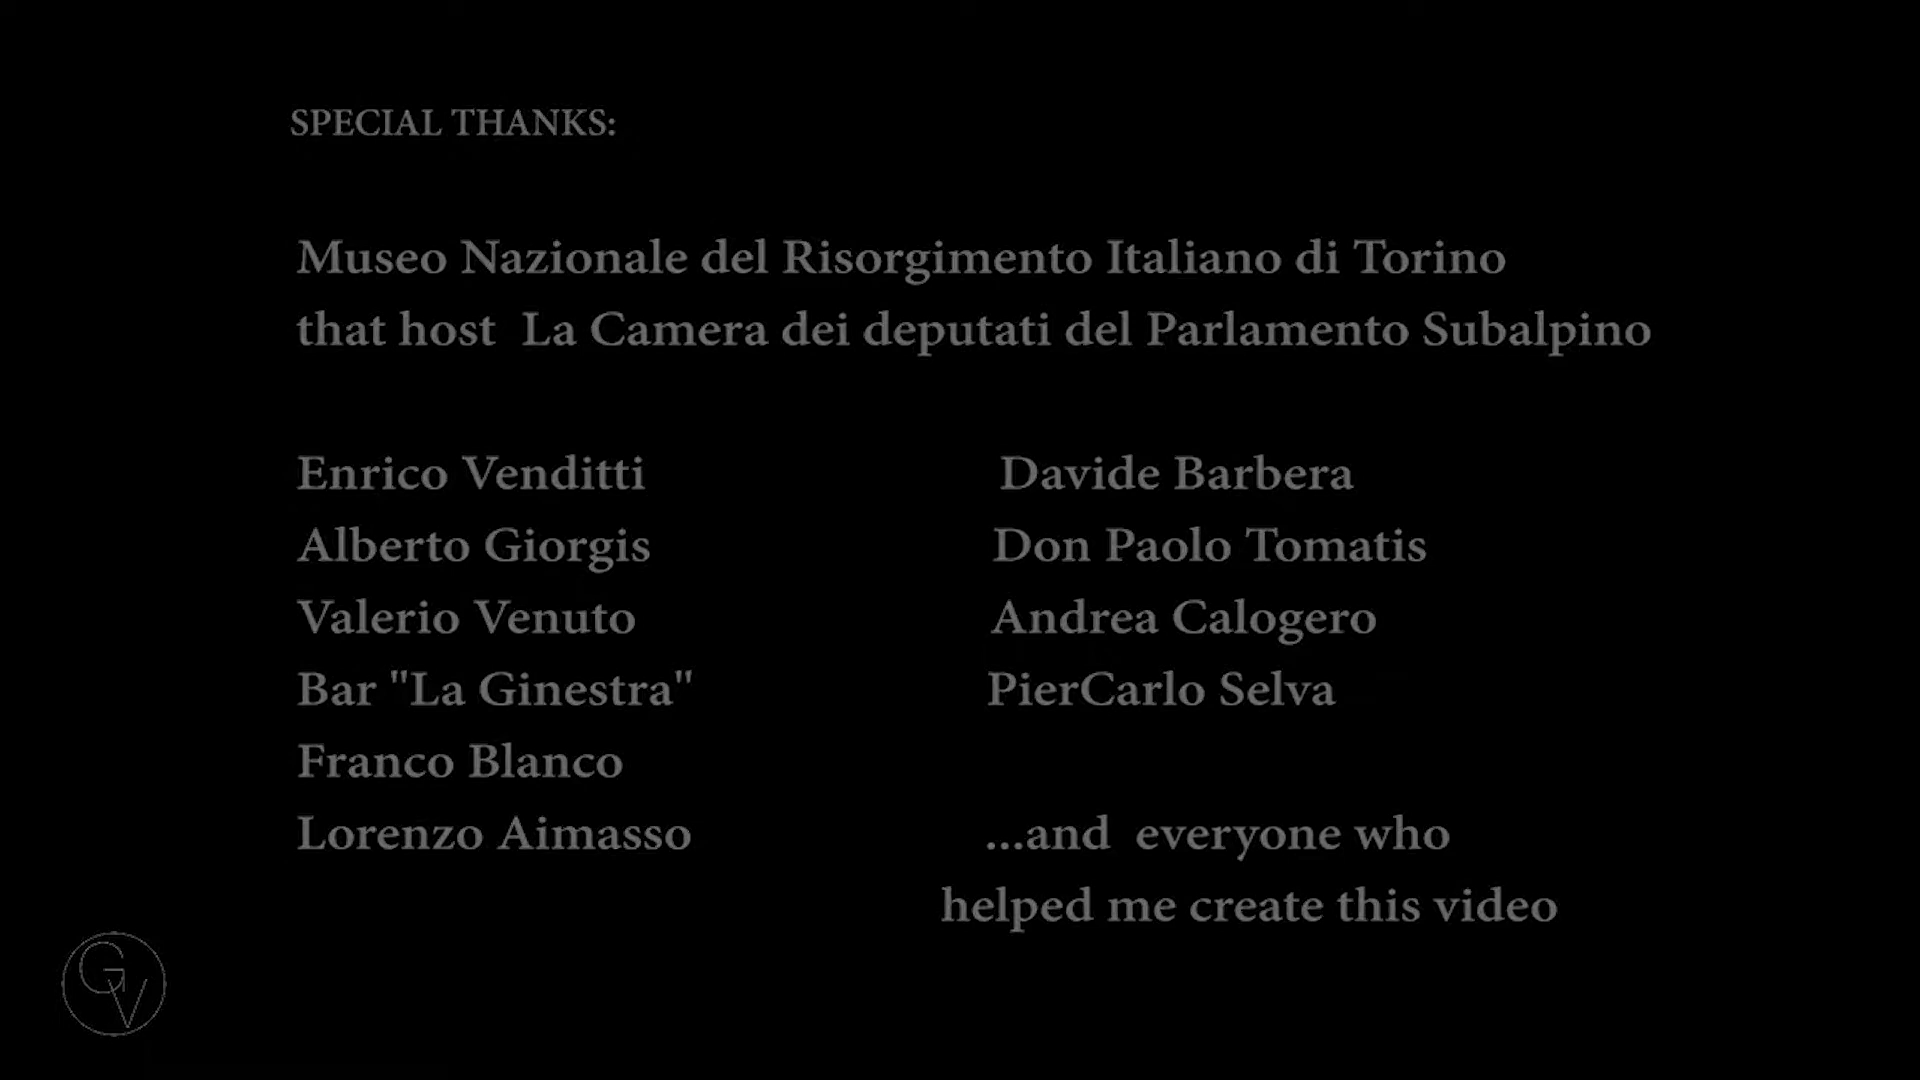 SPECIAL THANKS:
Museo Nazionale del Risorgimento Italiano di Torino
that host La Camera dei deputati del Parlamento Subalpino
Enrico Venditti
Alberto Giorgis
Valerio Venuto
Bar "La Ginestra"
Franco Blanco
Lorenzo Aimasso
Davide Barbera
Don Paolo Tomatis
Andrea Calogero
PierCarlo Selva
...and everyone who
helped me create this video
GV